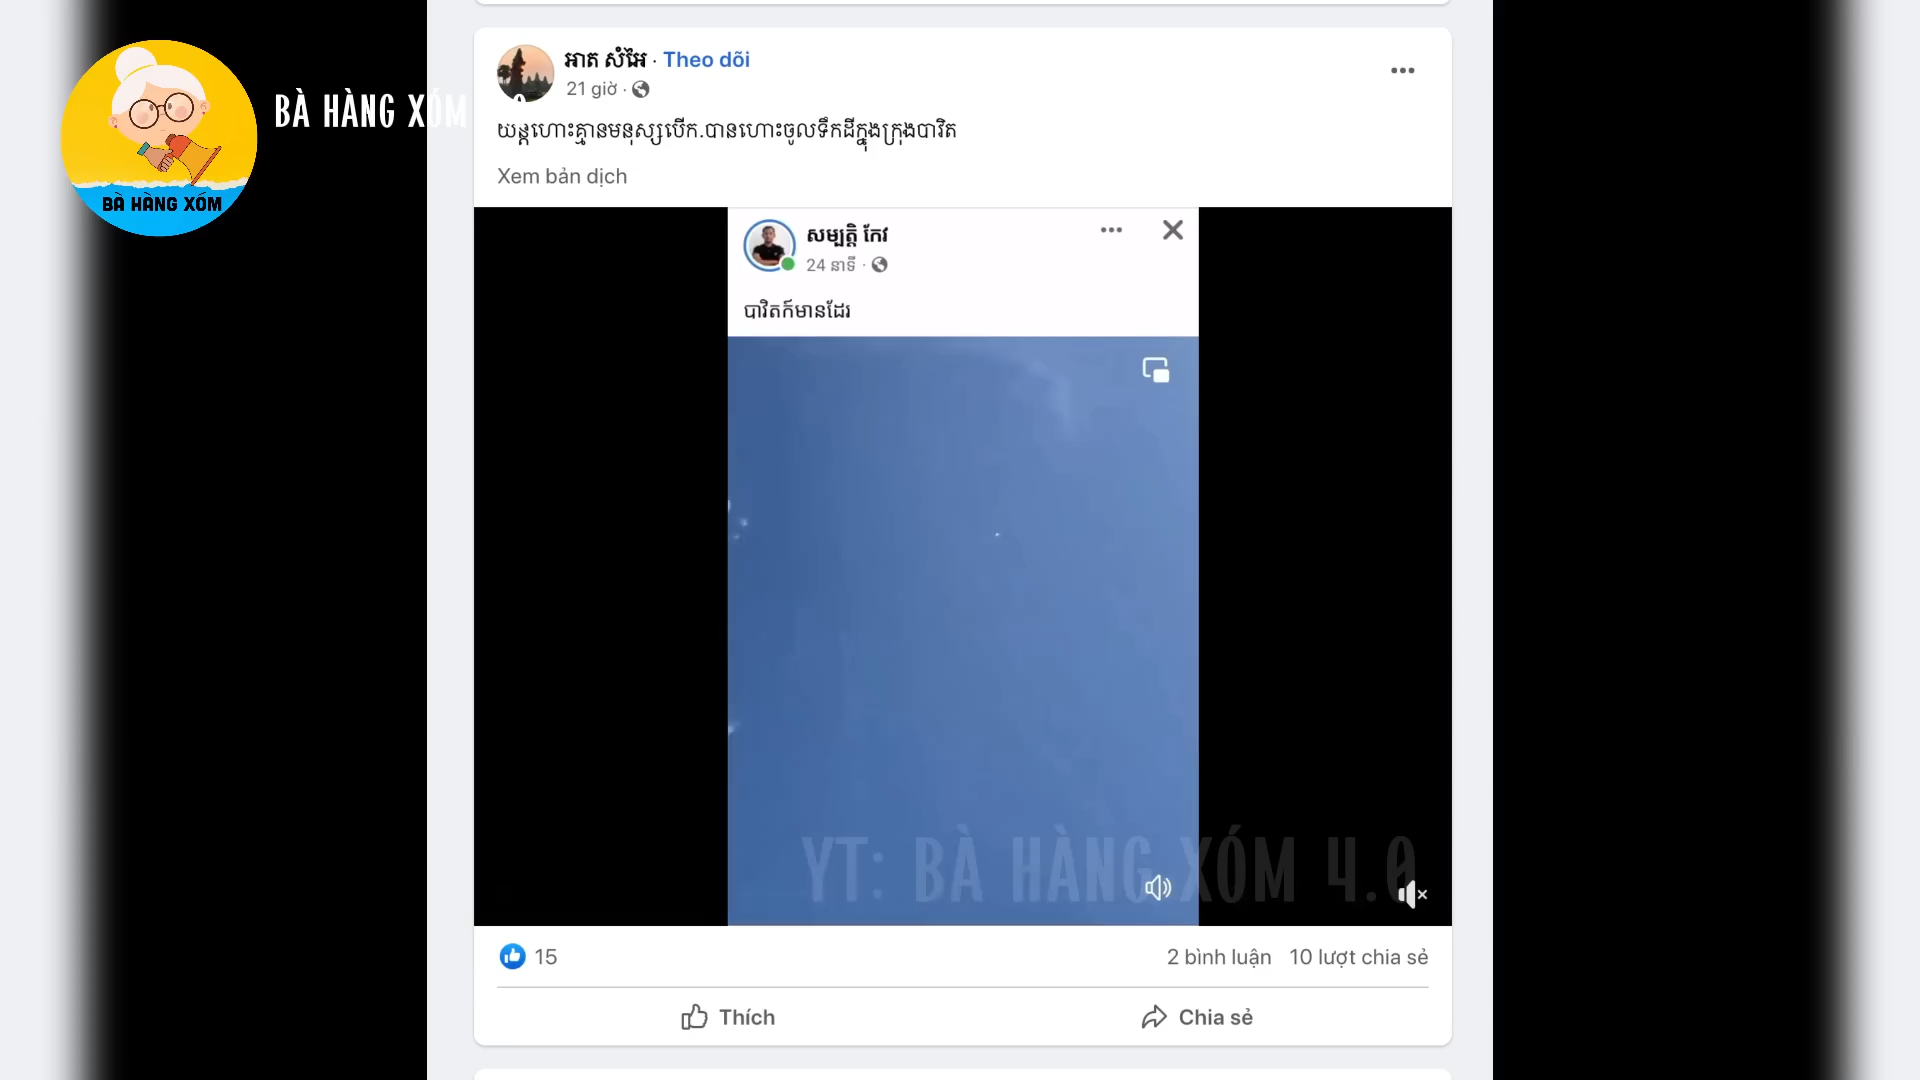 BÀ HÀNG XÓM 4.0
BÀ HÀNG XÓM
អាត សំអៃ · Theo dõi
21 giờ ·
យន្តហោះគ្មានមនុស្សបើក.បានហោះចូលទឹកដីក្នុងក្រុងបាវិត
Xem bản dịch
សម្បត្តិ កែវ
24 នាទី ·
បាវិតក៍មានដែរ
YT: BÀ HÀNG XÓM 4.0
15
2 bình luận 10 lượt chia sẻ
Thích
Chia sẻ